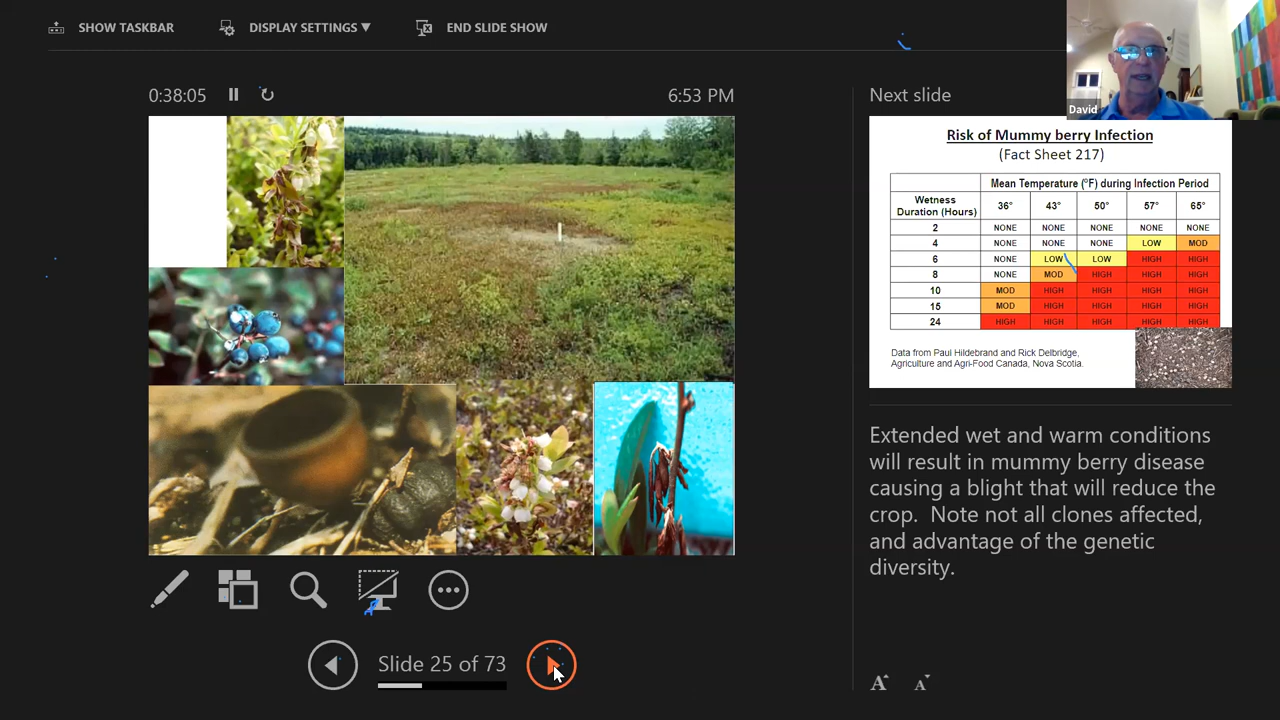 SHOW TASKBAR DISPLAY SETTINGS ▼ END SLIDE SHOW
David
0:38:05 6:53 PM
Next slide
Risk of Mummy berry Infection
(Fact Sheet 217)
Mean Temperature (°F) during Infection Period
Wetness Duration (Hours) 36° 43° 50° 57° 65°
2 NONE NONE NONE NONE NONE
4 NONE NONE NONE LOW MOD
6 NONE LOW LOW HIGH HIGH
8 NONE MOD HIGH HIGH HIGH
10 MOD HIGH HIGH HIGH HIGH
15 MOD HIGH HIGH HIGH HIGH
24 HIGH HIGH HIGH HIGH HIGH
Data from Paul Hildebrand and Rick Delbridge,
Agriculture and Agri-Food Canada, Nova Scotia.
Extended wet and warm conditions
will result in mummy berry disease
causing a blight that will reduce the
crop. Note not all clones affected,
and advantage of the genetic
diversity.
Slide 25 of 73
A A